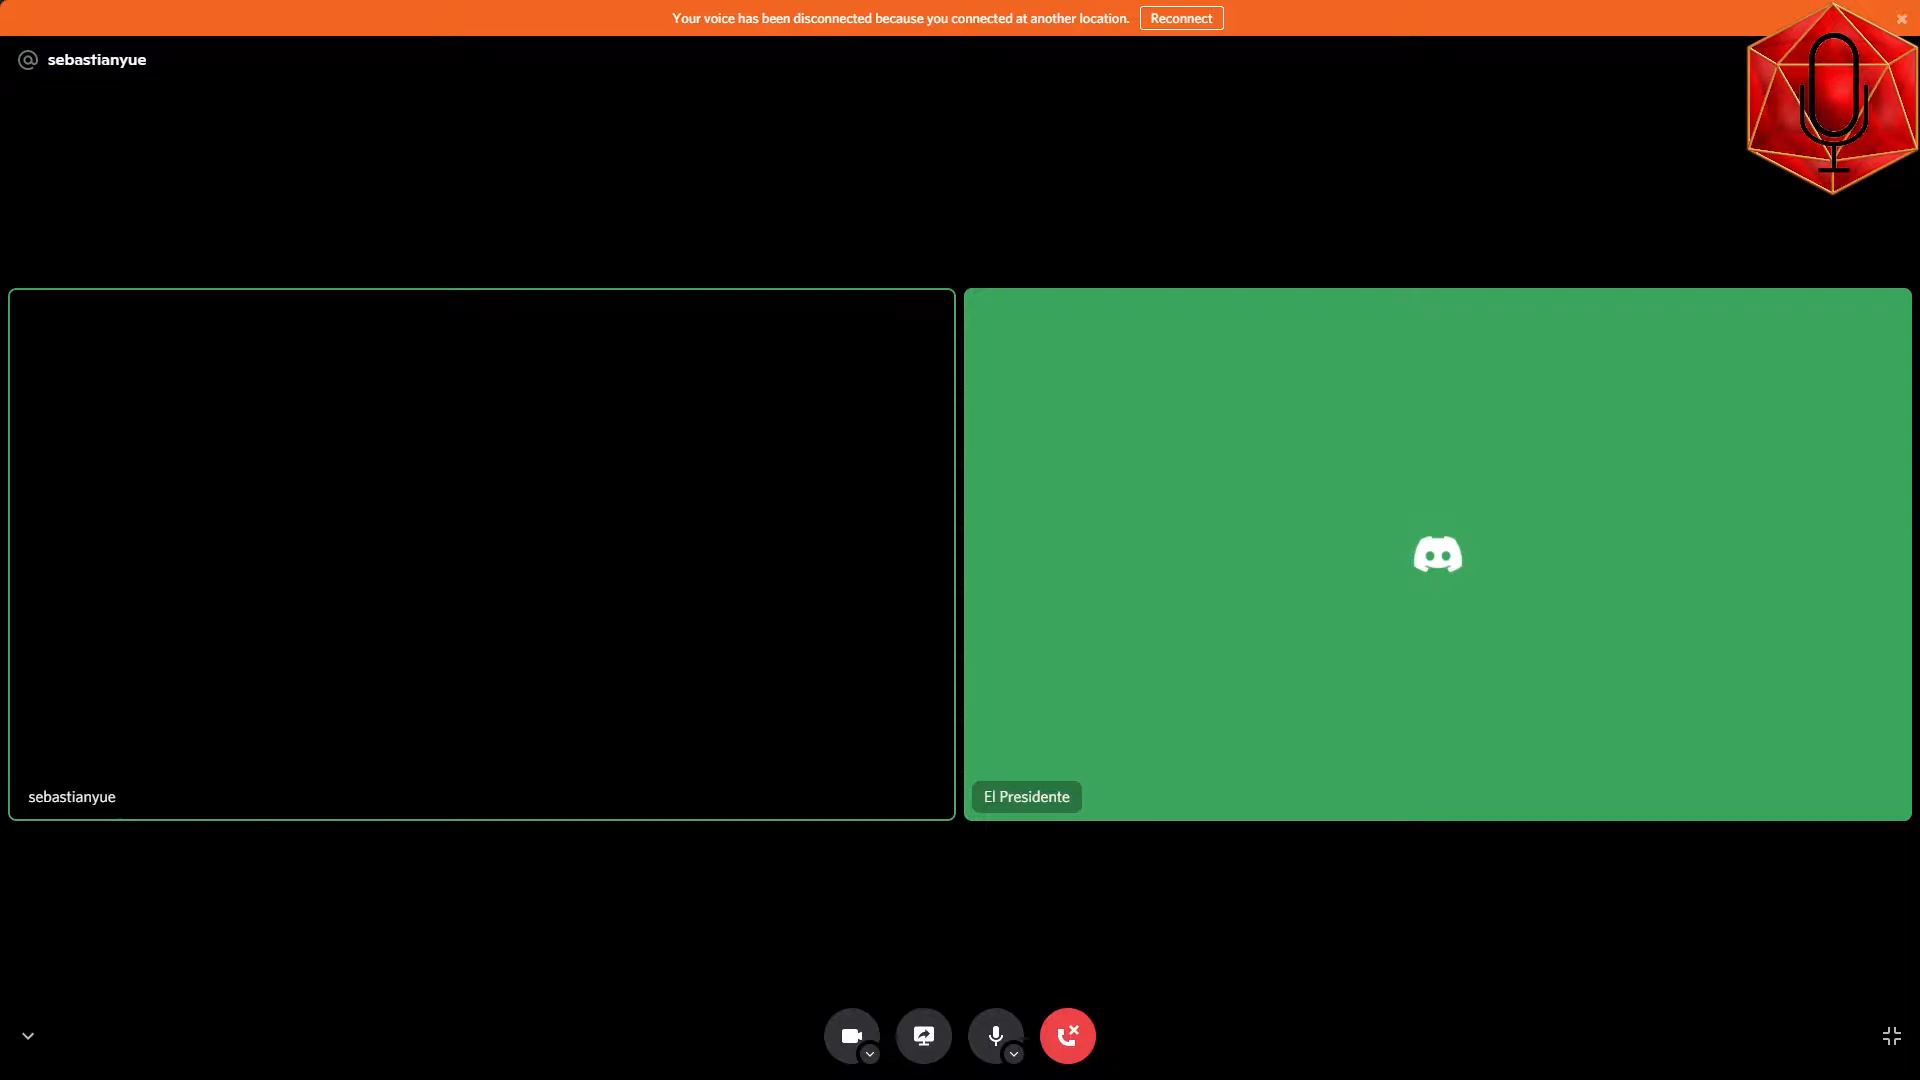 Your voice has been disconnected because you connected at another location. Reconnect
sebastianyue
sebastianyue
El Presidente